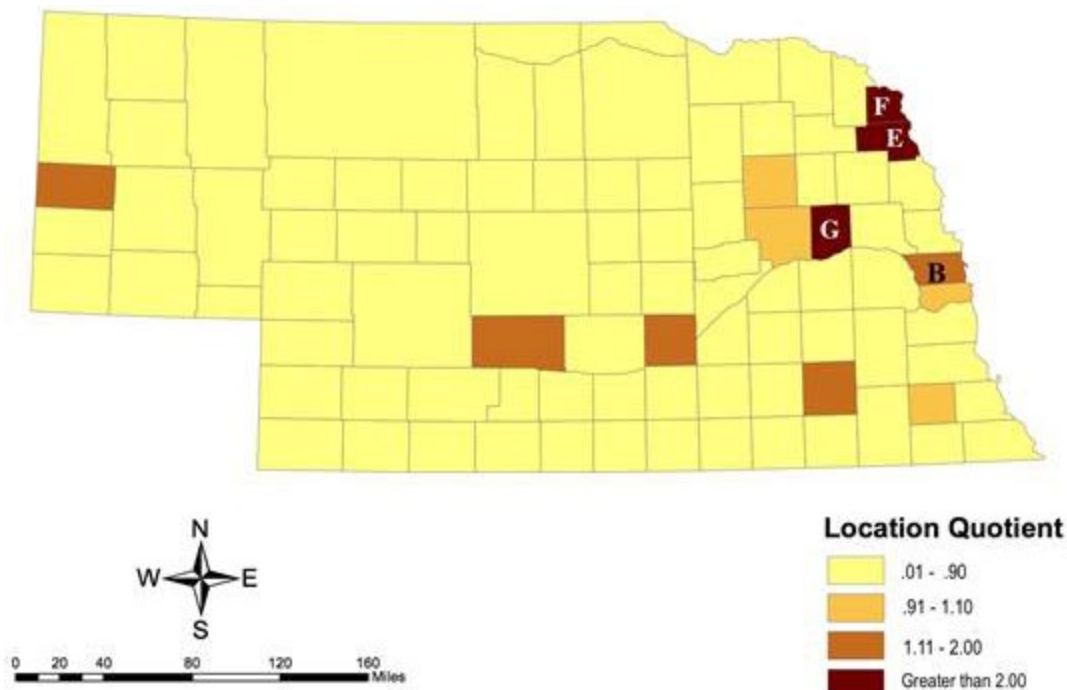 F
E
G
B
N
W E
S
0 20 40 80 120 160
Miles
Location Quotient
.01 - .90
.91 - 1.10
1.11 - 2.00
Greater than 2.00